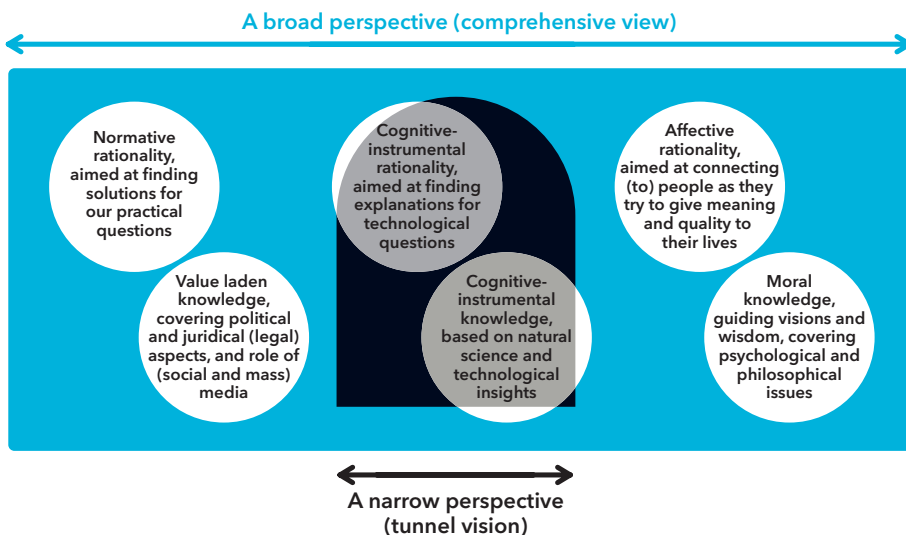 A broad perspective (comprehensive view)
Normative
rationality,
aimed at finding
solutions for
our practical
questions
Value laden
knowledge,
covering political
and juridical (legal)
aspects, and role of
(social and mass)
media
Cognitive-
instrumental
rationality,
aimed at finding
explanations for
technological
questions
Cognitive-
instrumental
knowledge,
based on natural
science and
technological
insights
Affective
rationality,
aimed at connecting
(to) people as they
try to give meaning
and quality to
their lives
Moral
knowledge,
guiding visions and
wisdom, covering
psychological and
philosophical
issues
A narrow perspective
(tunnel vision)